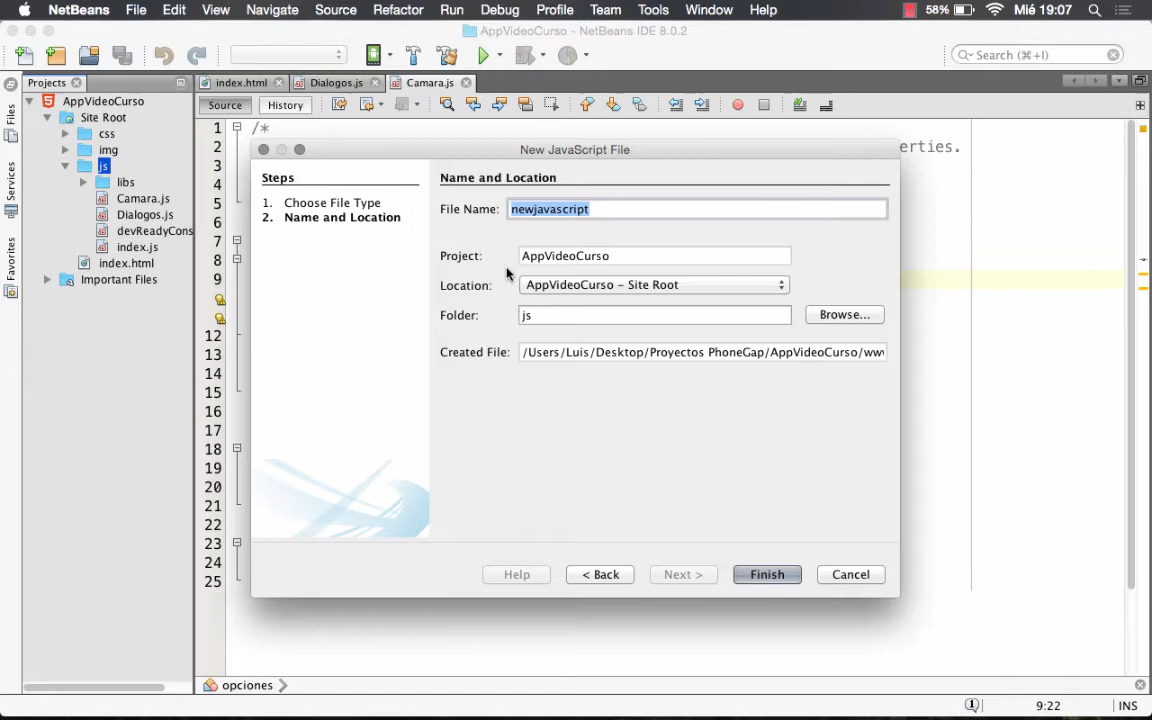 NetBeans File Edit View Navigate Source Refactor Run Debug Profile Team Tools Window Help 58% Mié 19:07
AppVideoCurso - NetBeans IDE 8.0.2
Search (⌘+I)
Projects index.html Dialogos.js Camara.js
Source History
Files
Services
Favorites
AppVideoCurso
Site Root
css
img
js
libs
Camara.js
Dialogos.js
devReadyCons
index.js
index.html
Important Files
1 /*
2 erties.
3
4
5
6
7
8
9
12
13
14
15
16
17
18
19
20
21
22
23
24
25
New JavaScript File
Steps
1. Choose File Type
2. Name and Location
Name and Location
File Name: newjavascript
Project: AppVideoCurso
Location: AppVideoCurso - Site Root
Folder: js Browse...
Created File: /Users/Luis/Desktop/Proyectos PhoneGap/AppVideoCurso/www
Help < Back Next > Finish Cancel
opciones
1 9:22 INS